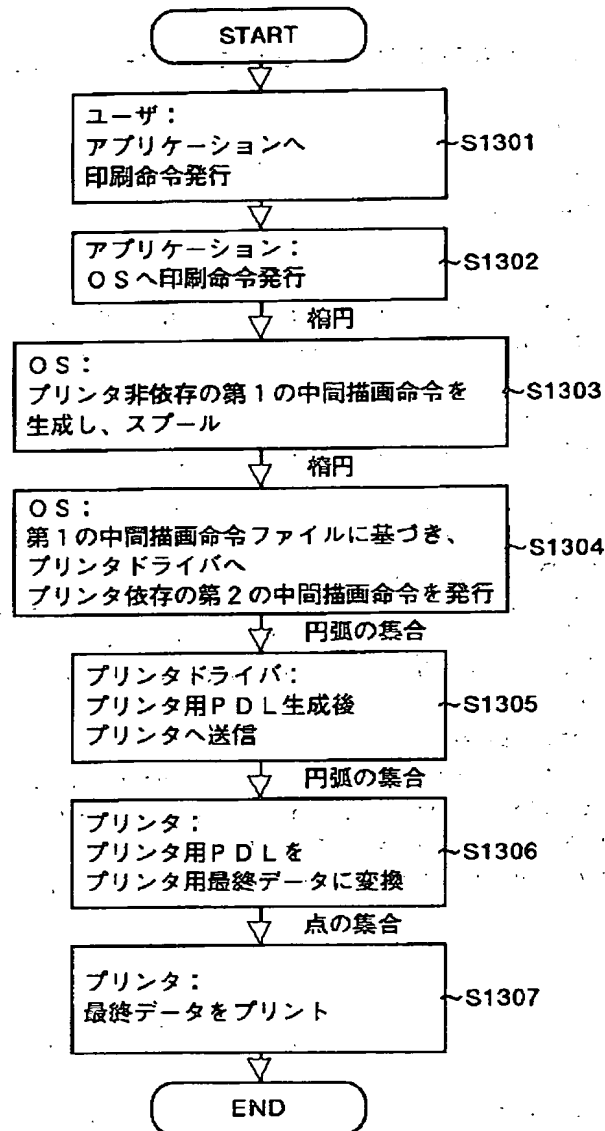 START
ユーザ：
アプリケーションへ
印刷命令発行
~S1301
アプリケーション：
ＯＳへ印刷命令発行
~S1302
楕円
ＯＳ：
プリンタ非依存の第１の中間描画命令を
生成し、スプール
~S1303
楕円
ＯＳ：
第１の中間描画命令ファイルに基づき、
プリンタドライバへ
プリンタ依存の第２の中間描画命令を発行
~S1304
円弧の集合
プリンタドライバ：
プリンタ用ＰＤＬ生成後
プリンタへ送信
~S1305
円弧の集合
プリンタ：
プリンタ用ＰＤＬを
プリンタ用最終データに変換
~S1306
点の集合
プリンタ：
最終データをプリント
~S1307
END